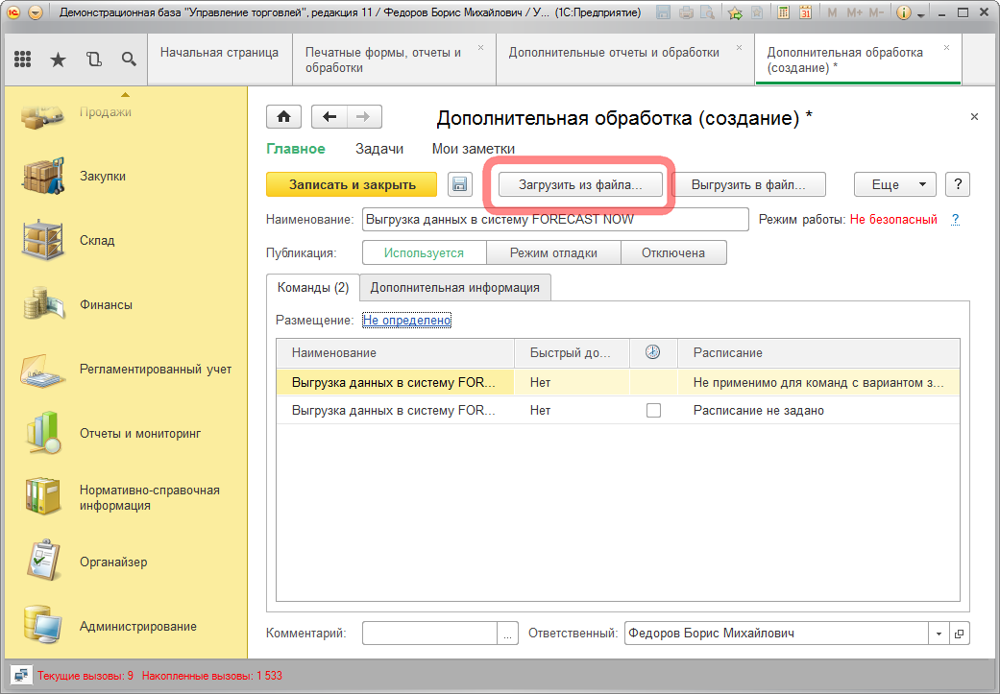 Демонстрационная база "Управление торговлей", редакция 11 / Федоров Борис Михайлович / У... (1С:Предприятие)
M M+ M-
31
Начальная страница
Печатные формы, отчеты и
обработки
Дополнительные отчеты и обработки
Дополнительная обработка
(создание) *
Продажи
Закупки
Склад
Финансы
Регламентированный учет
Отчеты и мониторинг
Нормативно-справочная
информация
Органайзер
Администрирование
Дополнительная обработка (создание) *
Главное Задачи Мои заметки
Записать и закрыть Загрузить из файла... Выгрузить в файл... Еще ?
Наименование: Выгрузка данных в систему FORECAST NOW Режим работы: Не безопасный ?
Публикация: Используется Режим отладки Отключена
Команды (2) Дополнительная информация
Размещение: Не определено
Наименование Быстрый до... Расписание
Выгрузка данных в систему FOR... Нет Не применимо для команд с вариантом з...
Выгрузка данных в систему FOR... Нет Расписание не задано
Комментарий: ... Ответственный: Федоров Борис Михайлович
Текущие вызовы: 9 Накопленные вызовы: 1 533